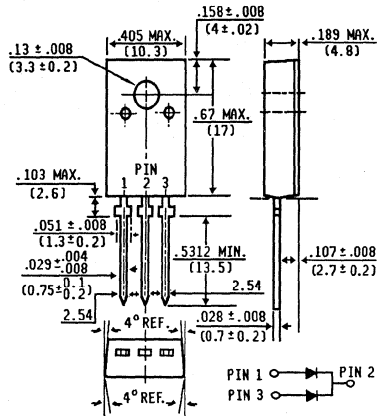 .158±.008
(4±.02)
.405 MAX.
(10.3)
.189 MAX.
(4.8)
.13±.008
(3.3±0.2)
.67 MAX.
(17)
PIN
1 2 3
.103 MAX.
(2.6)
.051±.008
(1.3±0.2)
.5312 MIN.
(13.5)
.107±.008
(2.7±0.2)
.029±.004
-.008
(0.75±0.1
0.2)
2.54
.028±.008
(0.7±0.2)
2.54
4° REF.
4° REF.
PIN 1
PIN 2
PIN 3